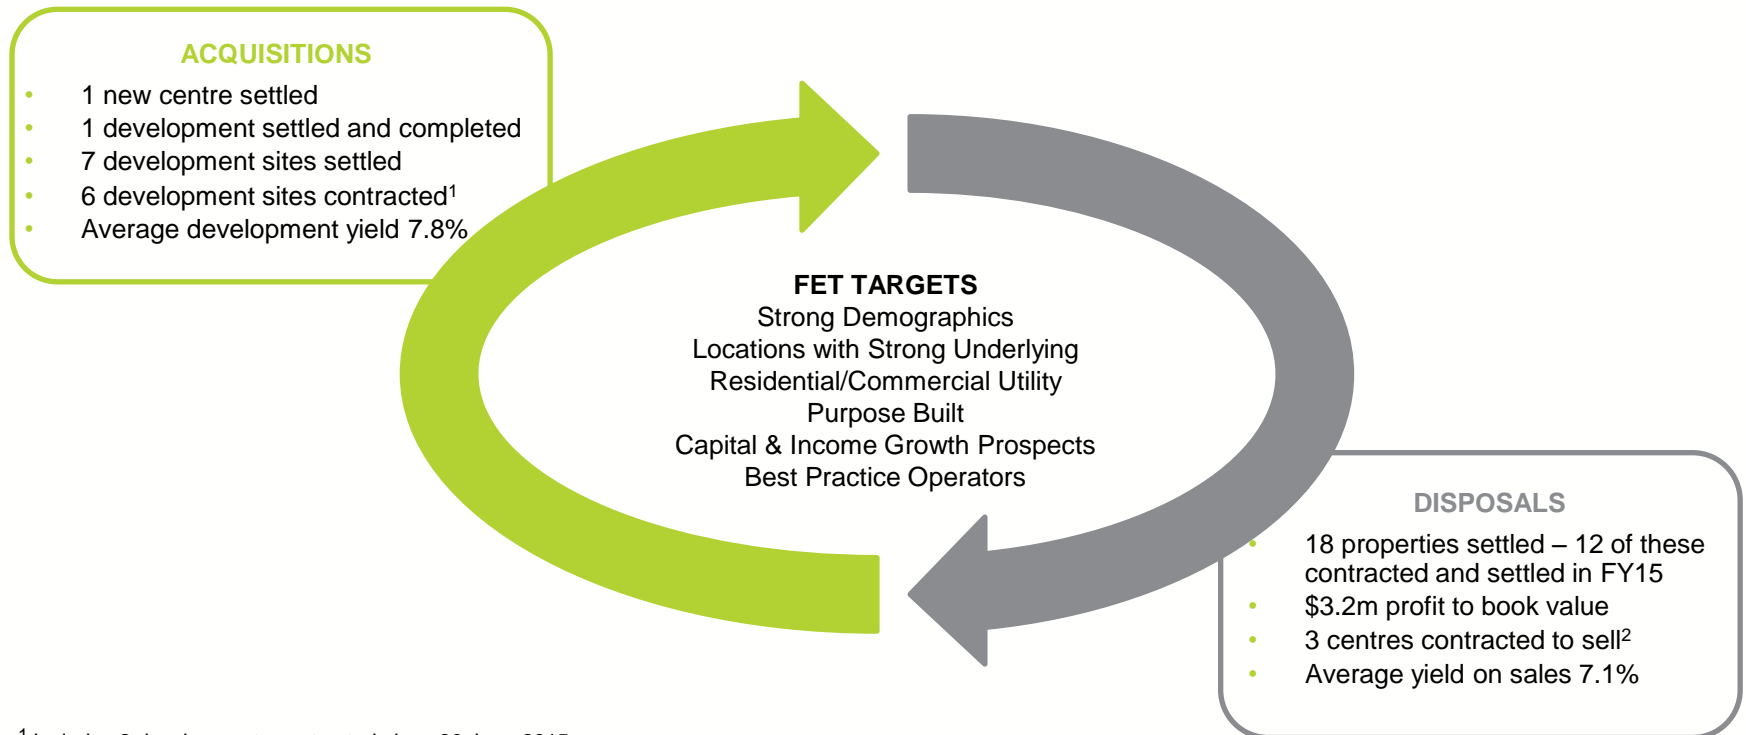 ACQUISITIONS
• 1 new centre settled
• 1 development settled and completed
• 7 development sites settled
• 6 development sites contracted¹
• Average development yield 7.8%
FET TARGETS
Strong Demographics
Locations with Strong Underlying
Residential/Commercial Utility
Purpose Built
Capital & Income Growth Prospects
Best Practice Operators
DISPOSALS
• 18 properties settled – 12 of these
contracted and settled in FY15
• $3.2m profit to book value
• 3 centres contracted to sell²
• Average yield on sales 7.1%